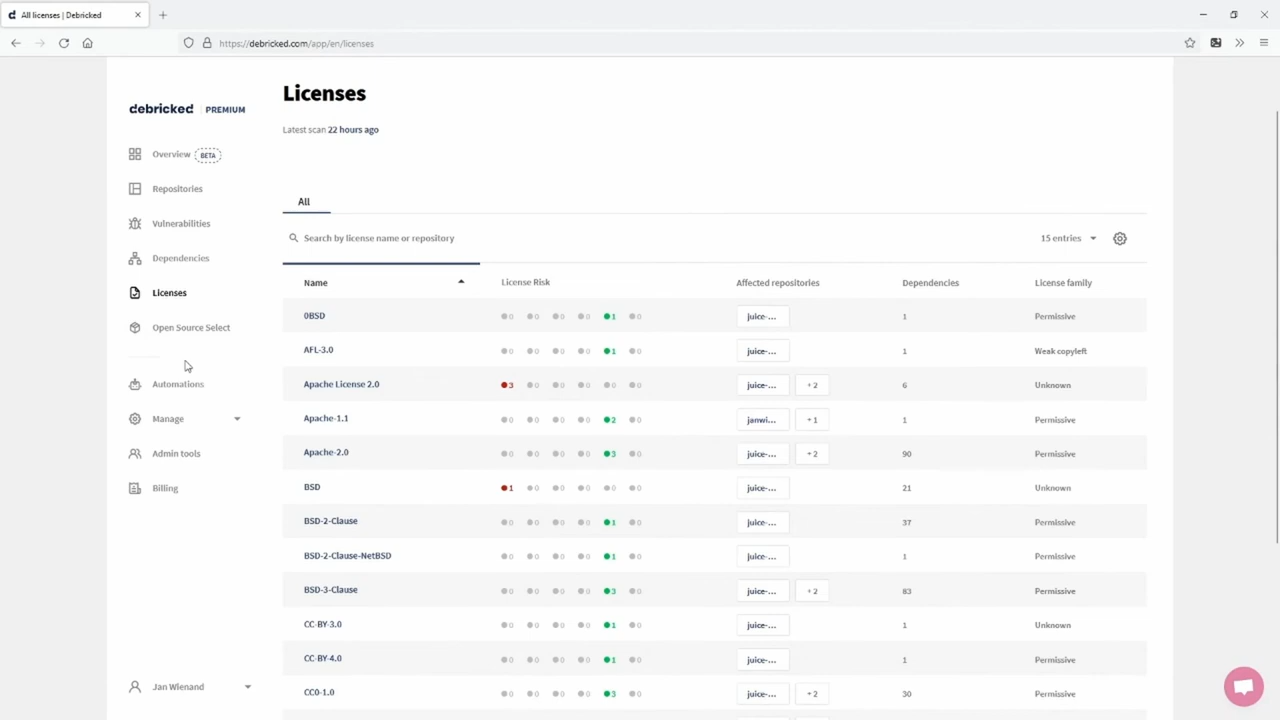 All licenses | Debricked
https://debricked.com/app/en/licenses
debricked PREMIUM
Overview BETA
Repositories
Vulnerabilities
Dependencies
Licenses
Open Source Select
Automations
Manage
Admin tools
Billing
Jan Wienand
Licenses
Latest scan 22 hours ago
All
Search by license name or repository
15 entries
Name License Risk Affected repositories Dependencies License family
0BSD 0 0 0 0 1 0 juice-... 1 Permissive
AFL-3.0 0 0 0 0 1 0 juice-... 1 Weak copyleft
Apache License 2.0 3 0 0 0 0 0 juice-... + 2 6 Unknown
Apache-1.1 0 0 0 0 2 0 janwi... + 1 1 Permissive
Apache-2.0 0 0 0 0 3 0 juice-... + 2 90 Permissive
BSD 1 0 0 0 0 0 juice-... 21 Unknown
BSD-2-Clause 0 0 0 0 1 0 juice-... 37 Permissive
BSD-2-Clause-NetBSD 0 0 0 0 1 0 juice-... 1 Permissive
BSD-3-Clause 0 0 0 0 3 0 juice-... + 2 83 Permissive
CC-BY-3.0 0 0 0 0 1 0 juice-... 1 Unknown
CC-BY-4.0 0 0 0 0 1 0 juice-... 1 Permissive
CC0-1.0 0 0 0 0 3 0 juice-... + 2 30 Permissive